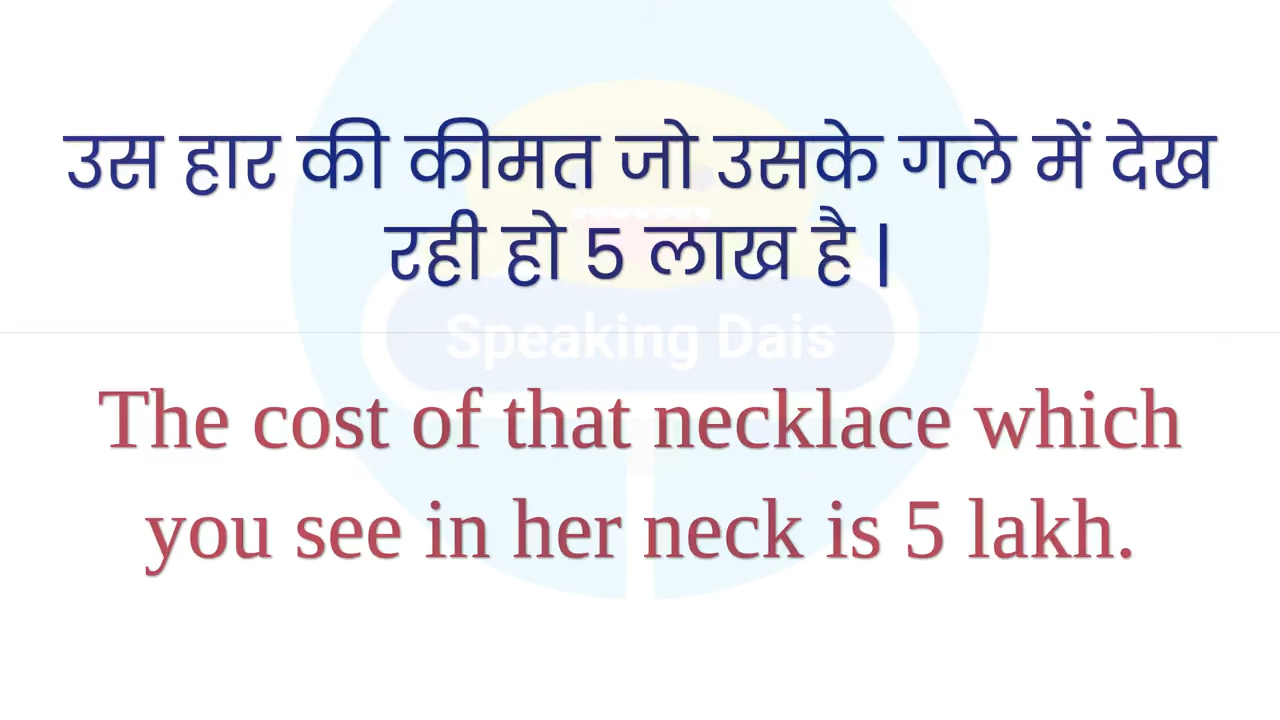 उस हार की कीमत जो उसके गले में देख
रही हो 5 लाख है |
Speaking Dais
The cost of that necklace which
you see in her neck is 5 lakh.